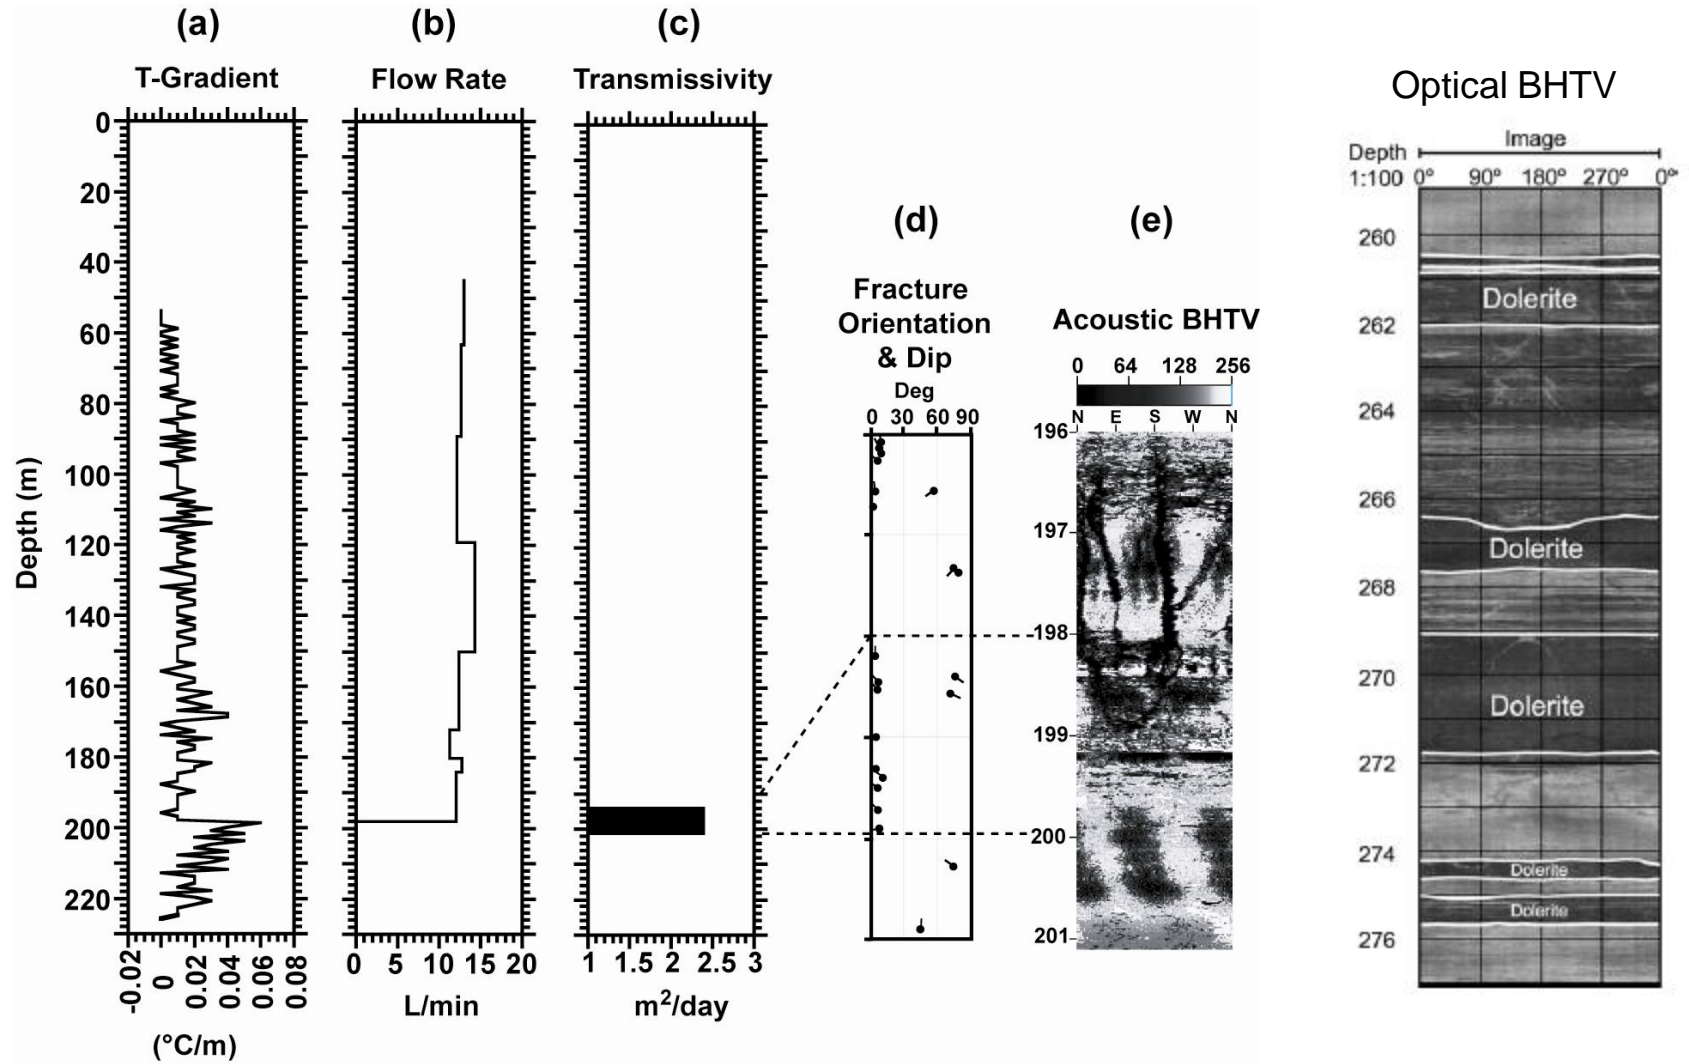 (a)
T-Gradient
0
20
40
60
80
100
120
140
160
180
200
220
Depth (m)
-0.02
0
0.02
0.04
0.06
0.08
(°C/m)
(b)
Flow Rate
0 5 10 15 20
L/min
(c)
Transmissivity
1 1.5 2 2.5 3
m²/day
(d)
Fracture
Orientation
& Dip
Deg
0 30 60 90
(e)
Acoustic BHTV
0 64 128 256
N E S W N
196
197
198
199
200
201
Optical BHTV
Image
Depth
1:100 0° 90° 180° 270° 0°
260
Dolerite
262
264
266
Dolerite
268
270
Dolerite
272
274
Dolerite
Dolerite
276